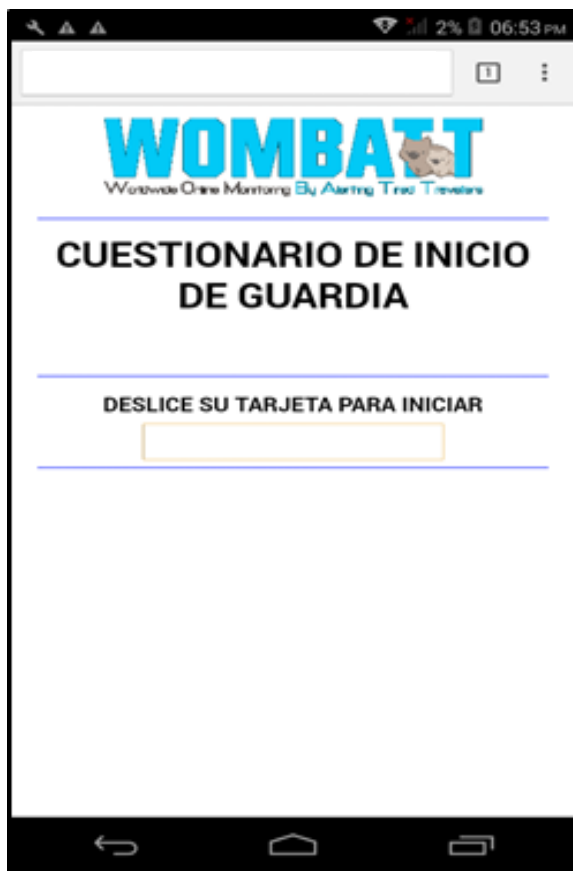 2% 06:53 PM
1
WOMBATT
Worldwide Online Monitoring By Alerting Tired Travelers
CUESTIONARIO DE INICIO
DE GUARDIA
DESLICE SU TARJETA PARA INICIAR